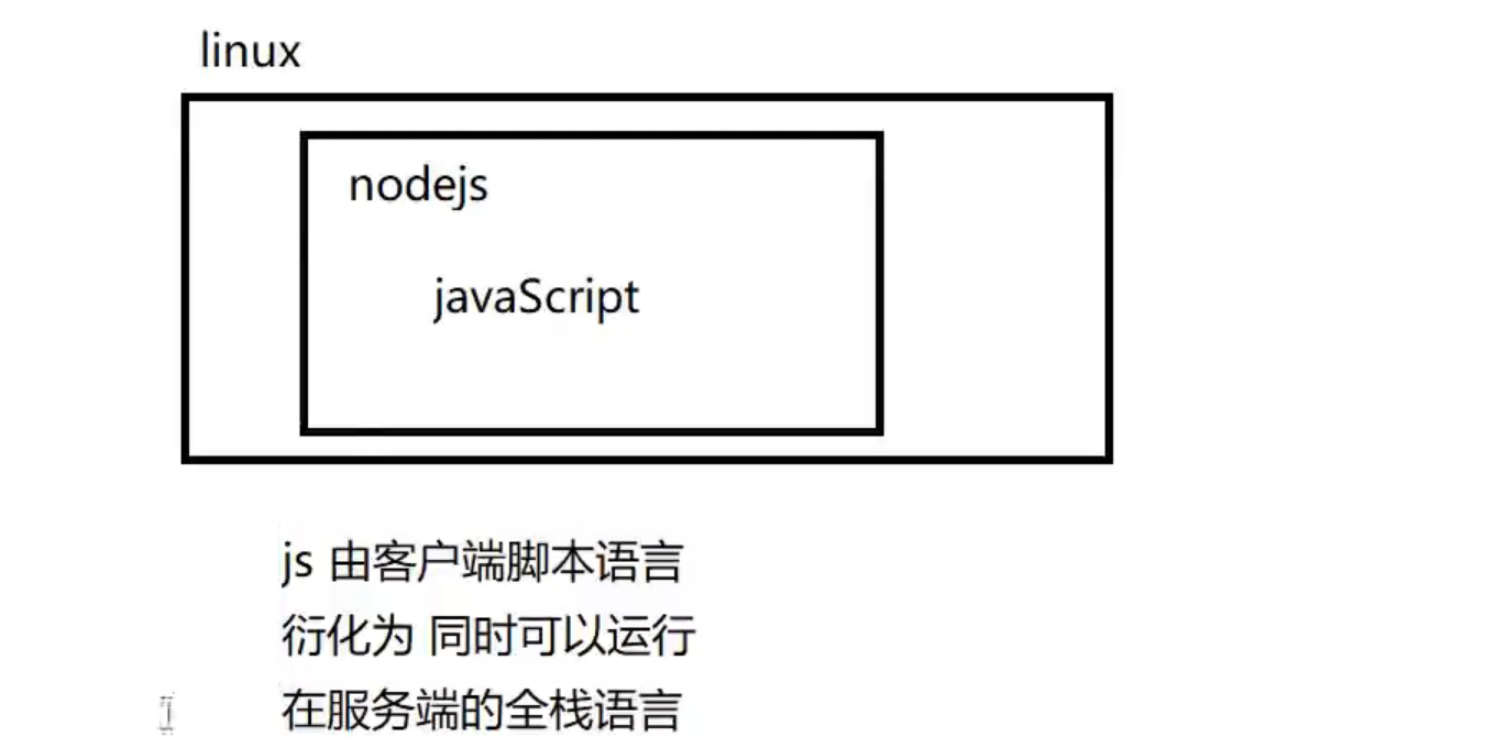 linux
nodejs
javaScript
js 由客户端脚本语言
衍化为 同时可以运行
在服务端的全栈语言